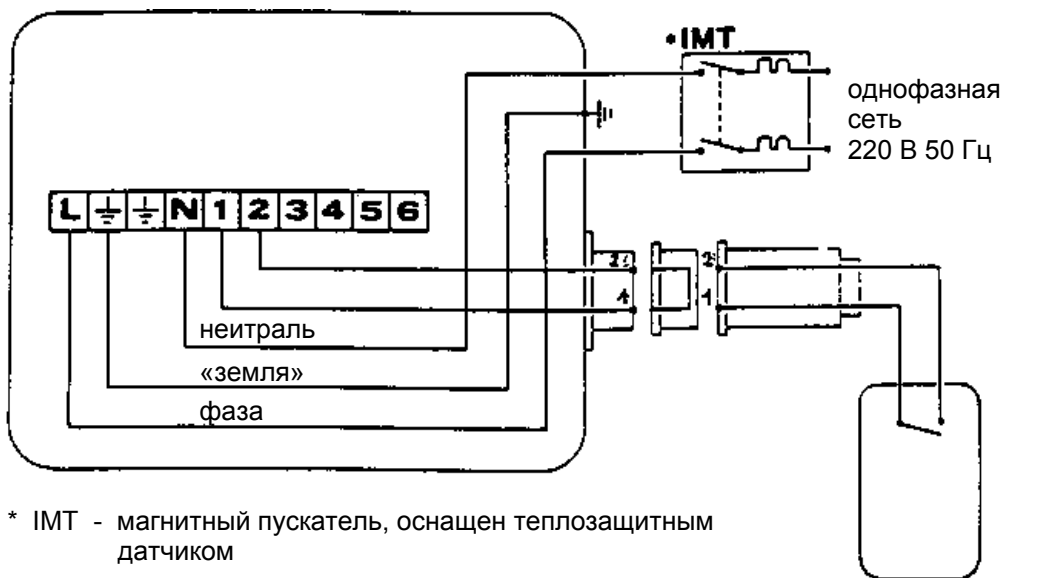 •IMT
однофазная
сеть
220 В 50 Гц
L N 1 2 3 4 5 6
2 2
1 1
неитраль
«земля»
фаза
* IMT - магнитный пускатель, оснащен теплозащитным
датчиком